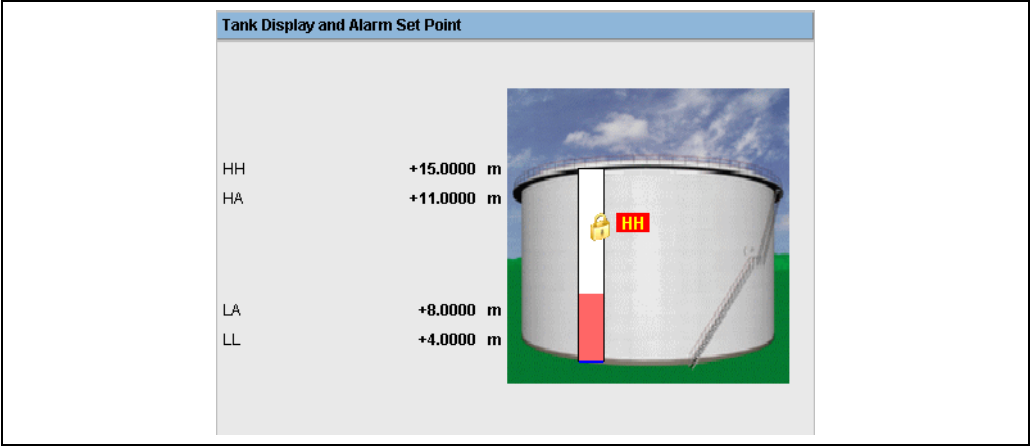 Tank Display and Alarm Set Point
HH +15.0000 m
HA +11.0000 m
HH
LA +8.0000 m
LL +4.0000 m